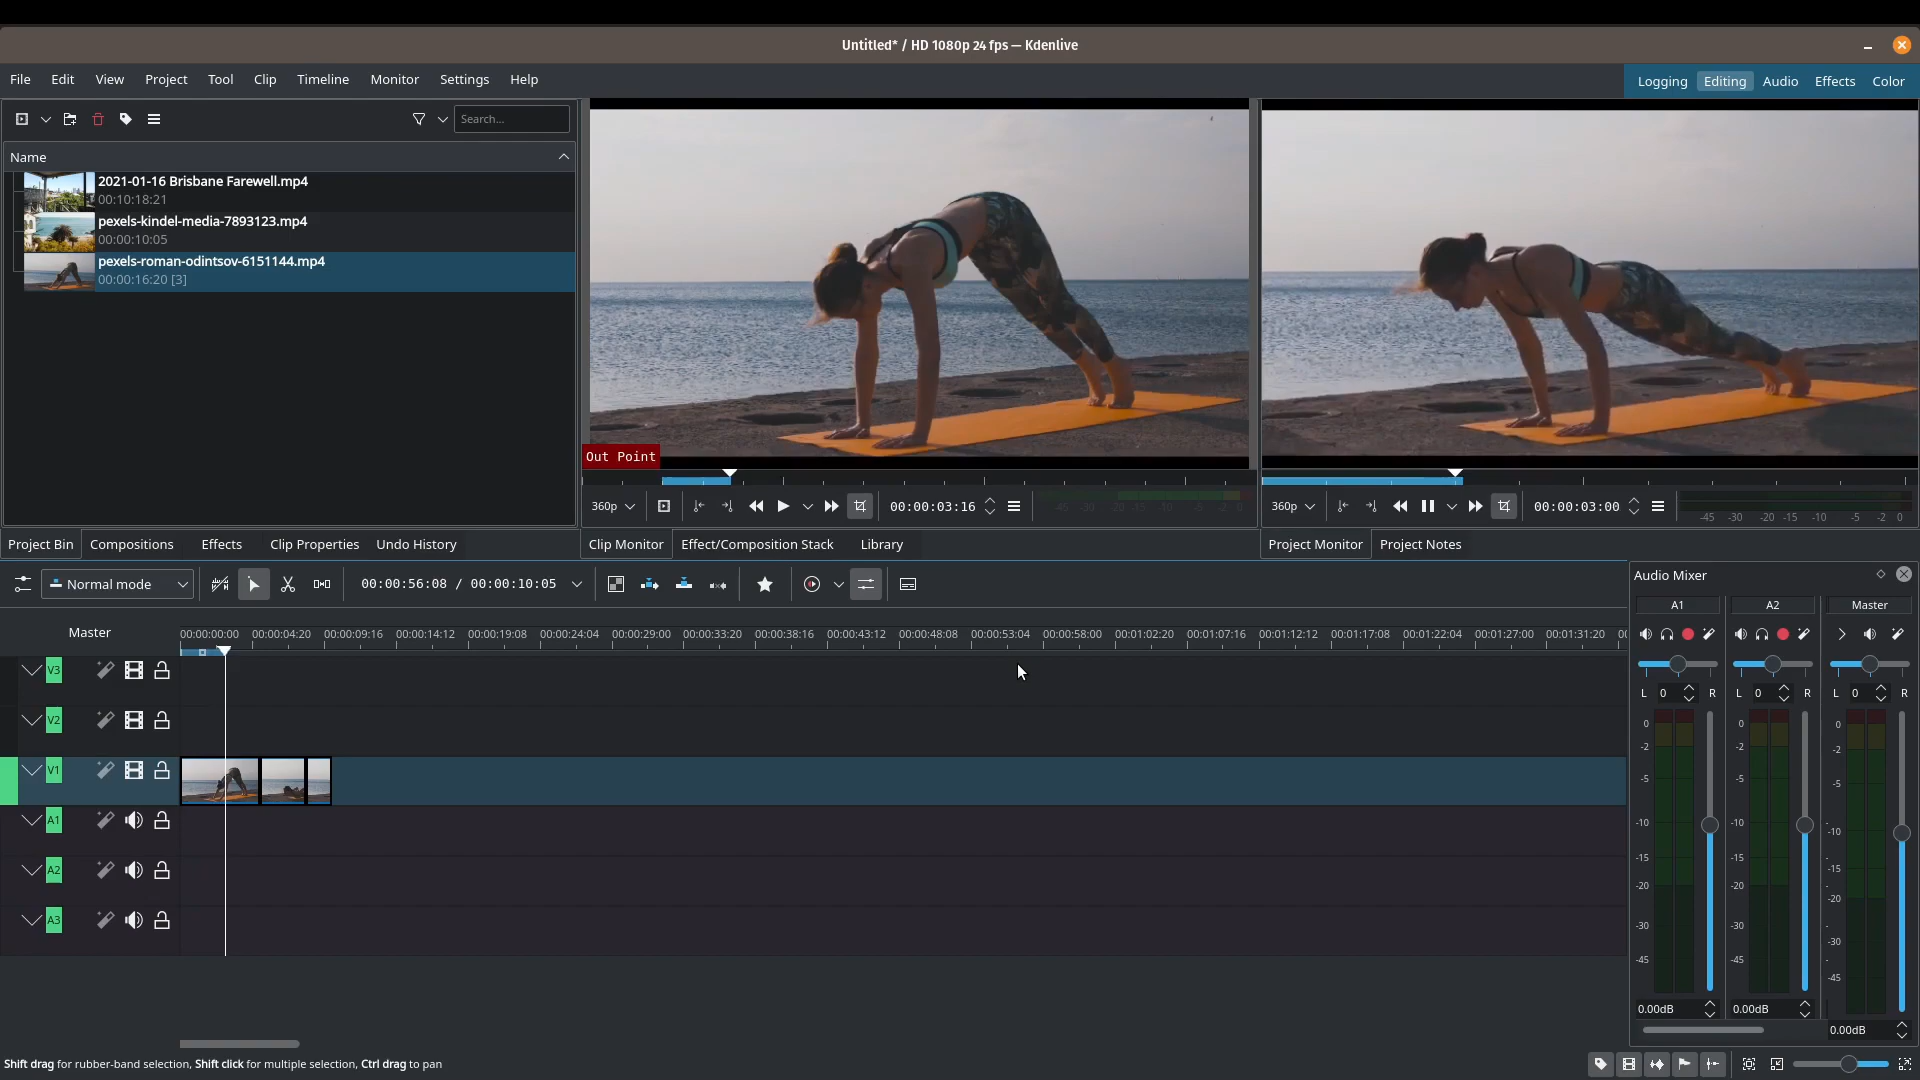 Untitled* / HD 1080p 24 fps — Kdenlive
File Edit View Project Tool Clip Timeline Monitor Settings Help
Logging Editing Audio Effects Color
Search...
Name
2021-01-16 Brisbane Farewell.mp4
00:10:18:21
pexels-kindel-media-7893123.mp4
00:00:10:05
pexels-roman-odintsov-6151144.mp4
00:00:16:20 [3]
Out Point
360p 00:00:03:16 -45 -30 -20 -15 -10 -5 -2 0
360p 00:00:03:00 -45 -30 -20 -15 -10 -5 -2 0
Project Bin Compositions Effects Clip Properties Undo History
Clip Monitor Effect/Composition Stack Library
Project Monitor Project Notes
Normal mode 00:00:56:08 / 00:00:10:05
Audio Mixer
A1 A2 Master
Master
00:00:00:00 00:00:04:20 00:00:09:16 00:00:14:12 00:00:19:08 00:00:24:04 00:00:29:00 00:00:33:20 00:00:38:16 00:00:43:12 00:00:48:08 00:00:53:04 00:00:58:00 00:01:02:20 00:01:07:16 00:01:12:12 00:01:17:08 00:01:22:04 00:01:27:00 00:01:31:20
V3
V2
V1
A1
A2
A3
L 0 R L 0 R L 0 R
0 0 0
-2 -2 -2
-5 -5 -5
-10 -10 -10
-15 -15 -15
-20 -20 -20
-30 -30 -30
-45 -45 -45
0.00dB 0.00dB 0.00dB
Shift drag for rubber-band selection, Shift click for multiple selection, Ctrl drag to pan